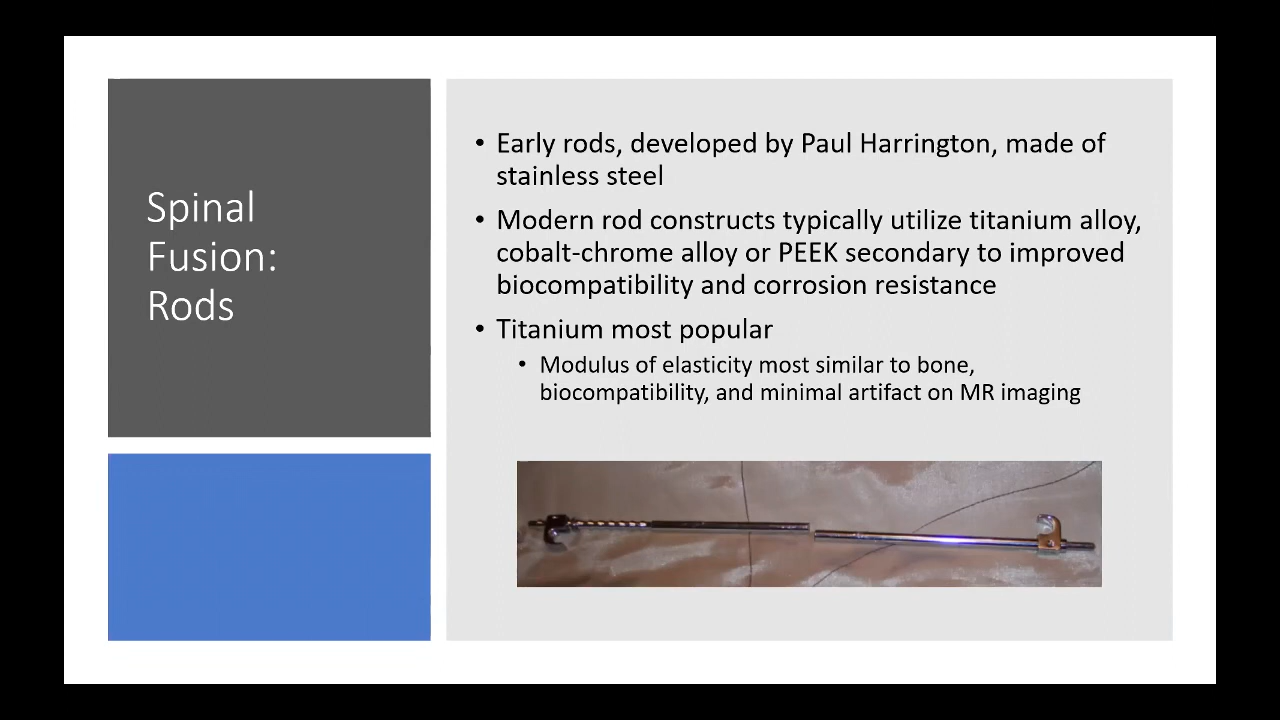 Spinal
Fusion:
Rods
• Early rods, developed by Paul Harrington, made of
stainless steel
• Modern rod constructs typically utilize titanium alloy,
cobalt-chrome alloy or PEEK secondary to improved
biocompatibility and corrosion resistance
• Titanium most popular
• Modulus of elasticity most similar to bone,
biocompatibility, and minimal artifact on MR imaging